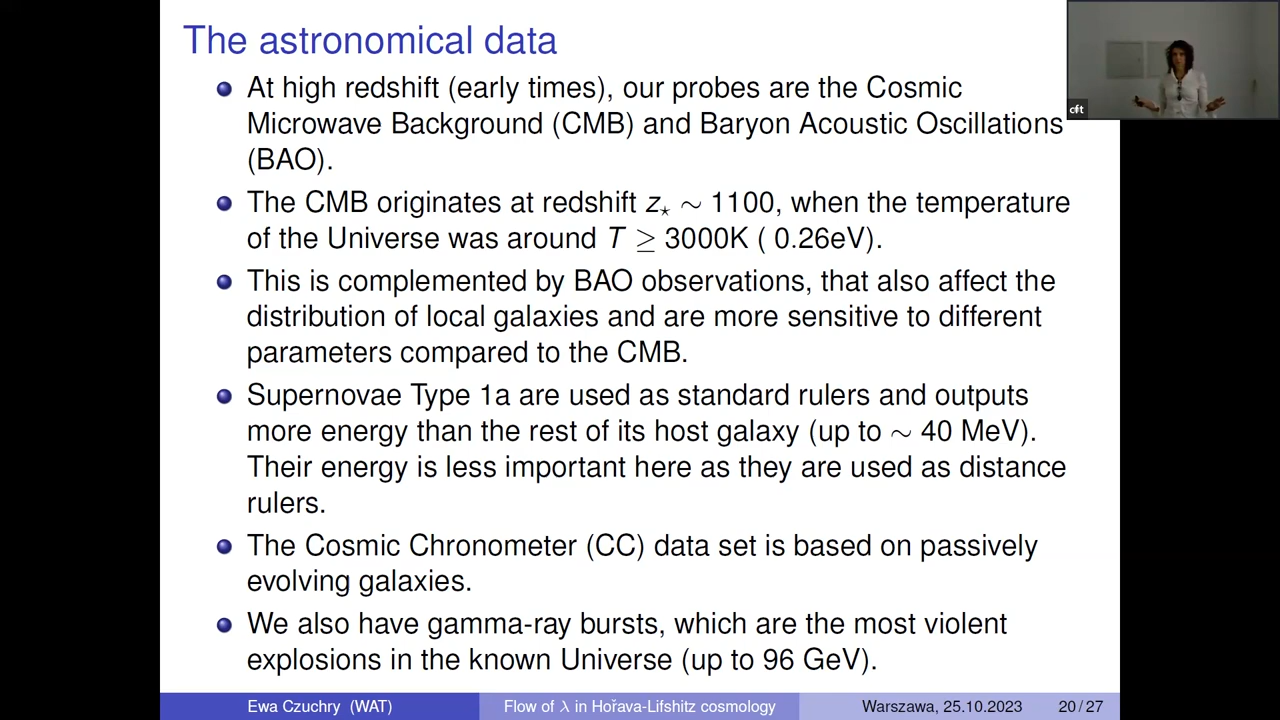 The astronomical data
At high redshift (early times), our probes are the Cosmic
Microwave Background (CMB) and Baryon Acoustic Oscillations
(BAO).
The CMB originates at redshift z⋆ ∼ 1100, when the temperature
of the Universe was around T ≥ 3000K ( 0.26eV).
This is complemented by BAO observations, that also affect the
distribution of local galaxies and are more sensitive to different
parameters compared to the CMB.
Supernovae Type 1a are used as standard rulers and outputs
more energy than the rest of its host galaxy (up to ∼ 40 MeV).
Their energy is less important here as they are used as distance
rulers.
The Cosmic Chronometer (CC) data set is based on passively
evolving galaxies.
We also have gamma-ray bursts, which are the most violent
explosions in the known Universe (up to 96 GeV).
cft
Ewa Czuchry (WAT) Flow of λ in Hořava-Lifshitz cosmology Warszawa, 25.10.2023 20 / 27